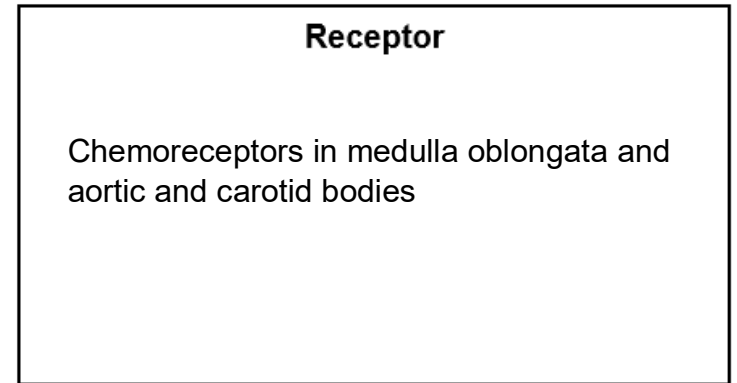 Receptor
Chemoreceptors in medulla oblongata and
aortic and carotid bodies